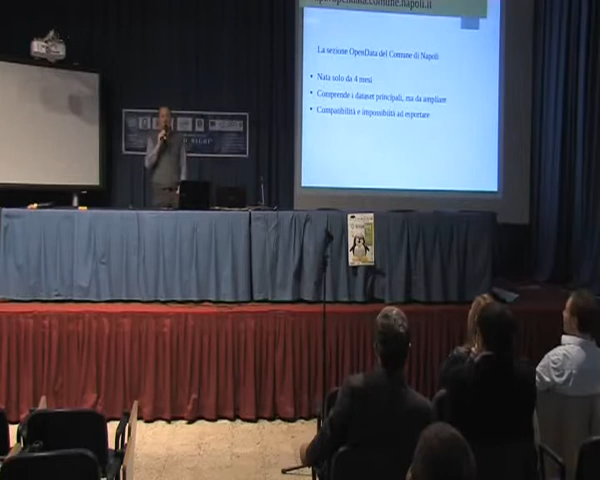 opendata.comune.napoli.it
La sezione OpenData del Comune di Napoli
• Nata solo da 4 mesi
• Comprende i dataset principali, ma da ampliare
• Compatibilità e impossibiltà ad esportare